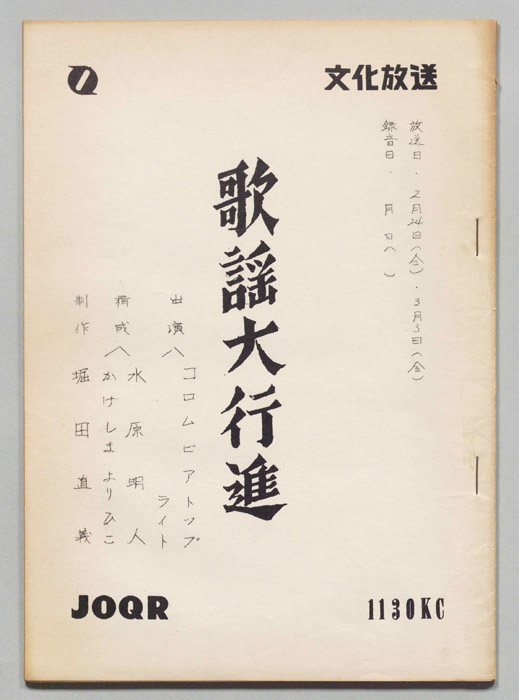 文化放送
放送日・2月24日(金)・3月3日(金)
録音日・ 月 日( )
歌謡大行進
出演〈コロムビアトップ
ライト
構成〈水原明人
かけしまよりひこ
制作 堀田直義
JOQR
1130KC